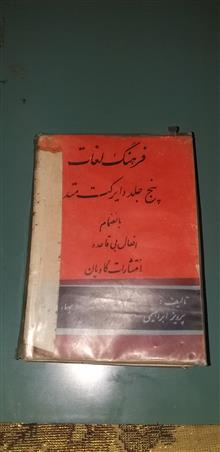 فرهنگ لغات
پنج جلد دایرکت متد
بانضمام
افعال بی قاعده
انتشارات کاویان
تألیف :
پرویز ابراهیمی